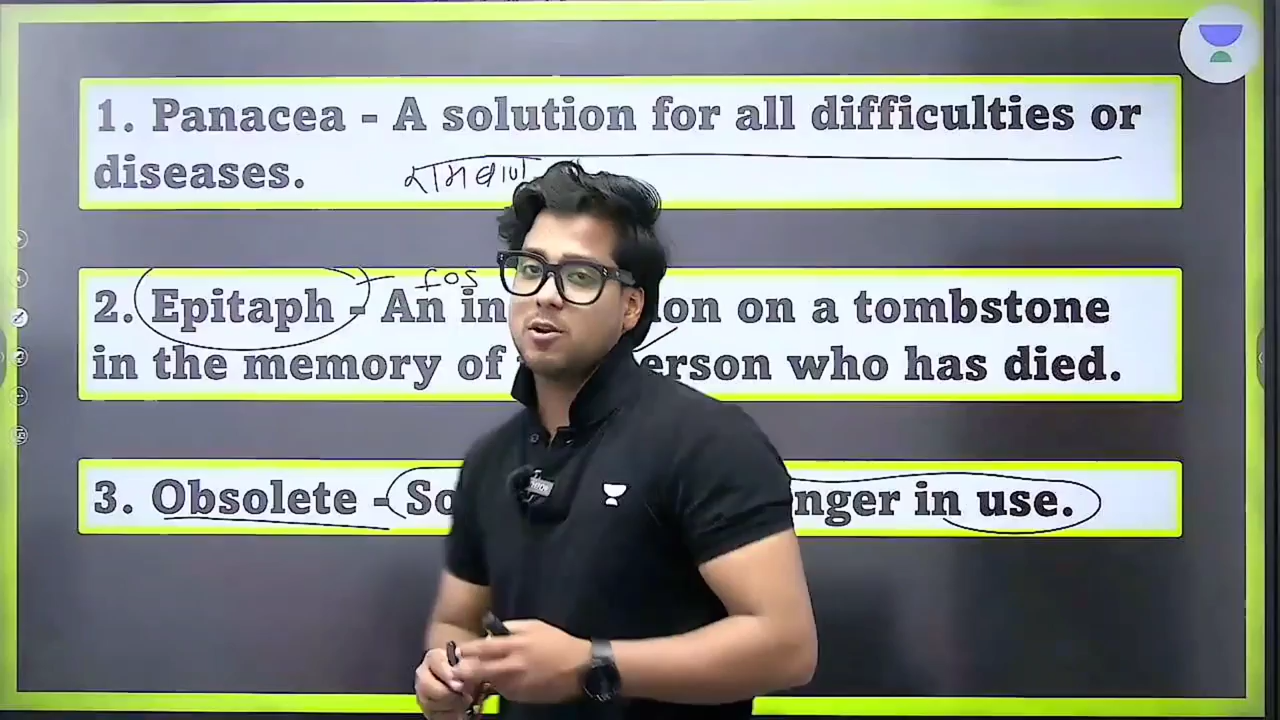 1. Panacea - A solution for all difficulties or
diseases.
रामबाण
fos
2. Epitaph - An in ion on a tombstone
in the memory of erson who has died.
3. Obsolete - So nger in use.